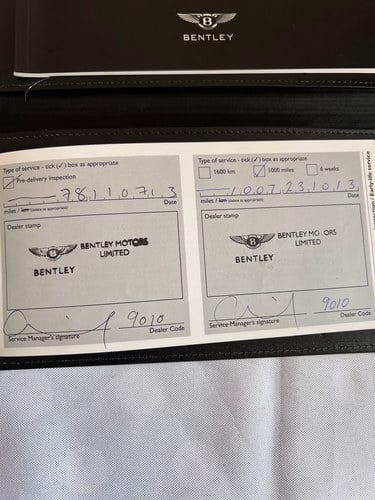 BENTLEY
Type of service - tick (✓) box as appropriate
Pre-delivery inspection
7 8 1 1 0 7 1 3
miles / km (delete as appropriate) Date
Dealer stamp
BENTLEY MOTORS
LIMITED
BENTLEY
9010
Service Manager's signature Dealer Code
Type of service - tick (✓) box as appropriate
1600 km 1000 miles 6 weeks
1 0 0 7 2 3 1 0 1 3
miles / km (delete as appropriate) Date
Dealer stamp
BENTLEY MOTORS
LIMITED
BENTLEY
9010
Service Manager's signature Dealer Code
/ Early-life service